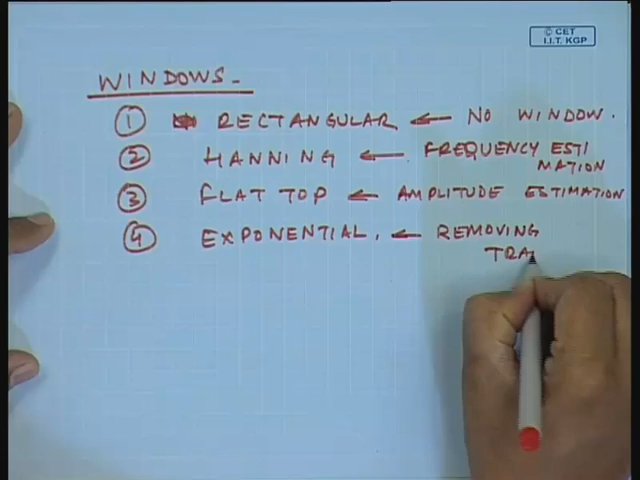 © CET
I.I.T. KGP
WINDOWS -
1 RECTANGULAR ← NO WINDOW.
2 HANNING ← FREQUENCY ESTI
MATION
3 FLAT TOP ← AMPLITUDE ESTIMATION
4 EXPONENTIAL. ← REMOVING
TRA